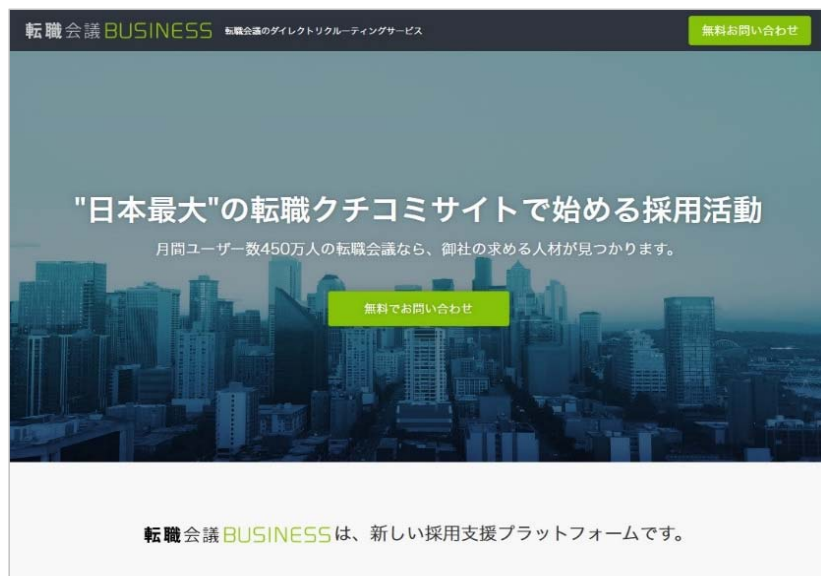 転職会議BUSINESS 転職会議のダイレクトリクルーティングサービス 無料お問い合わせ
"日本最大"の転職クチコミサイトで始める採用活動
月間ユーザー数450万人の転職会議なら、御社の求める人材が見つかります。
無料でお問い合わせ
転職会議BUSINESSは、新しい採用支援プラットフォームです。